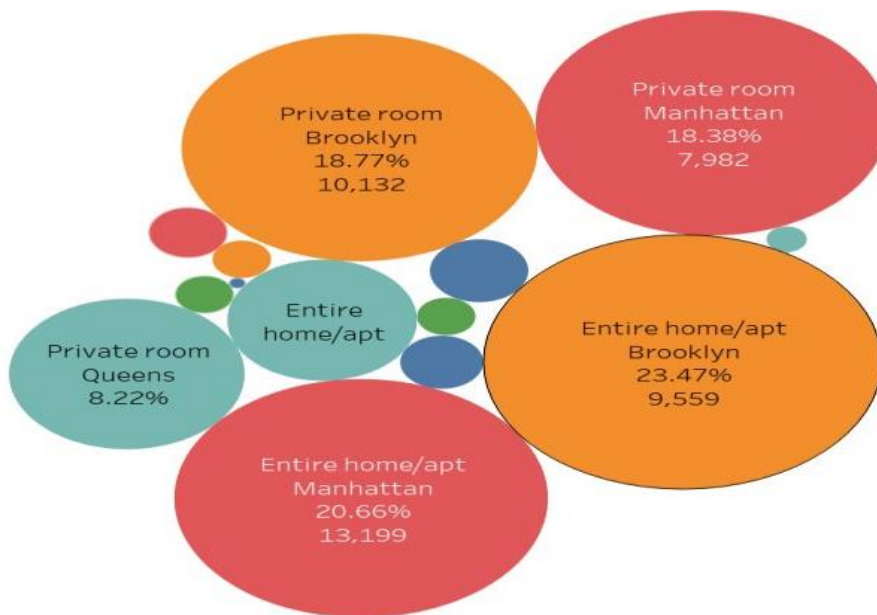 Private room
Brooklyn
18.77%
10,132
Private room
Manhattan
18.38%
7,982
Entire
home/apt
Private room
Queens
8.22%
Entire home/apt
Brooklyn
23.47%
9,559
Entire home/apt
Manhattan
20.66%
13,199